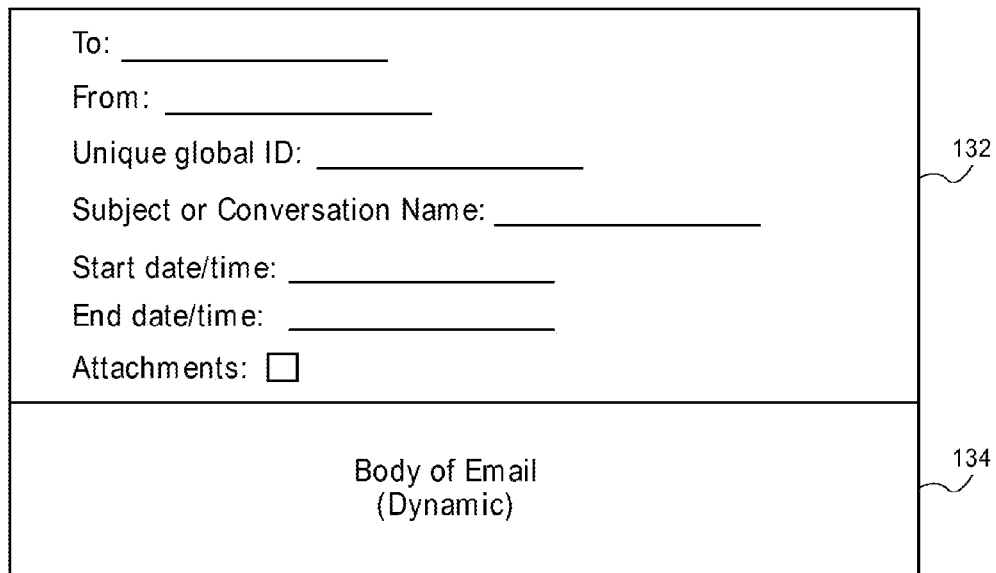 To:
From:
Unique global ID:
132
Subject or Conversation Name:
Start date/time:
End date/time:
Attachments:
134
Body of Email
(Dynamic)